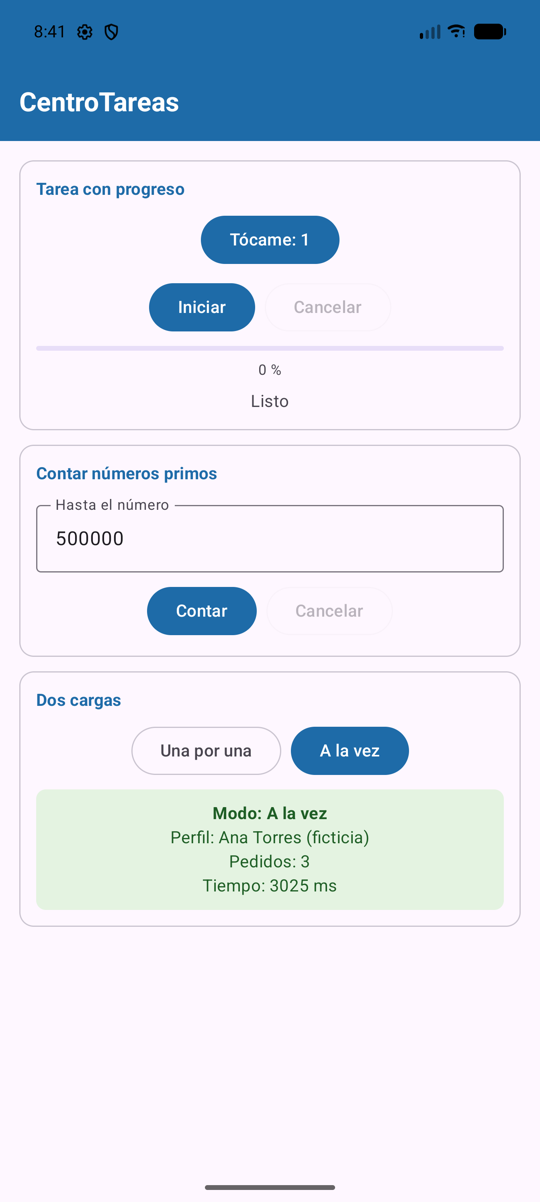 8:41
CentroTareas
Tarea con progreso
Tócame: 1
Iniciar
Cancelar
0 %
Listo
Contar números primos
Hasta el número
500000
Contar
Cancelar
Dos cargas
Una por una
A la vez
Modo: A la vez
Perfil: Ana Torres (ficticia)
Pedidos: 3
Tiempo: 3025 ms